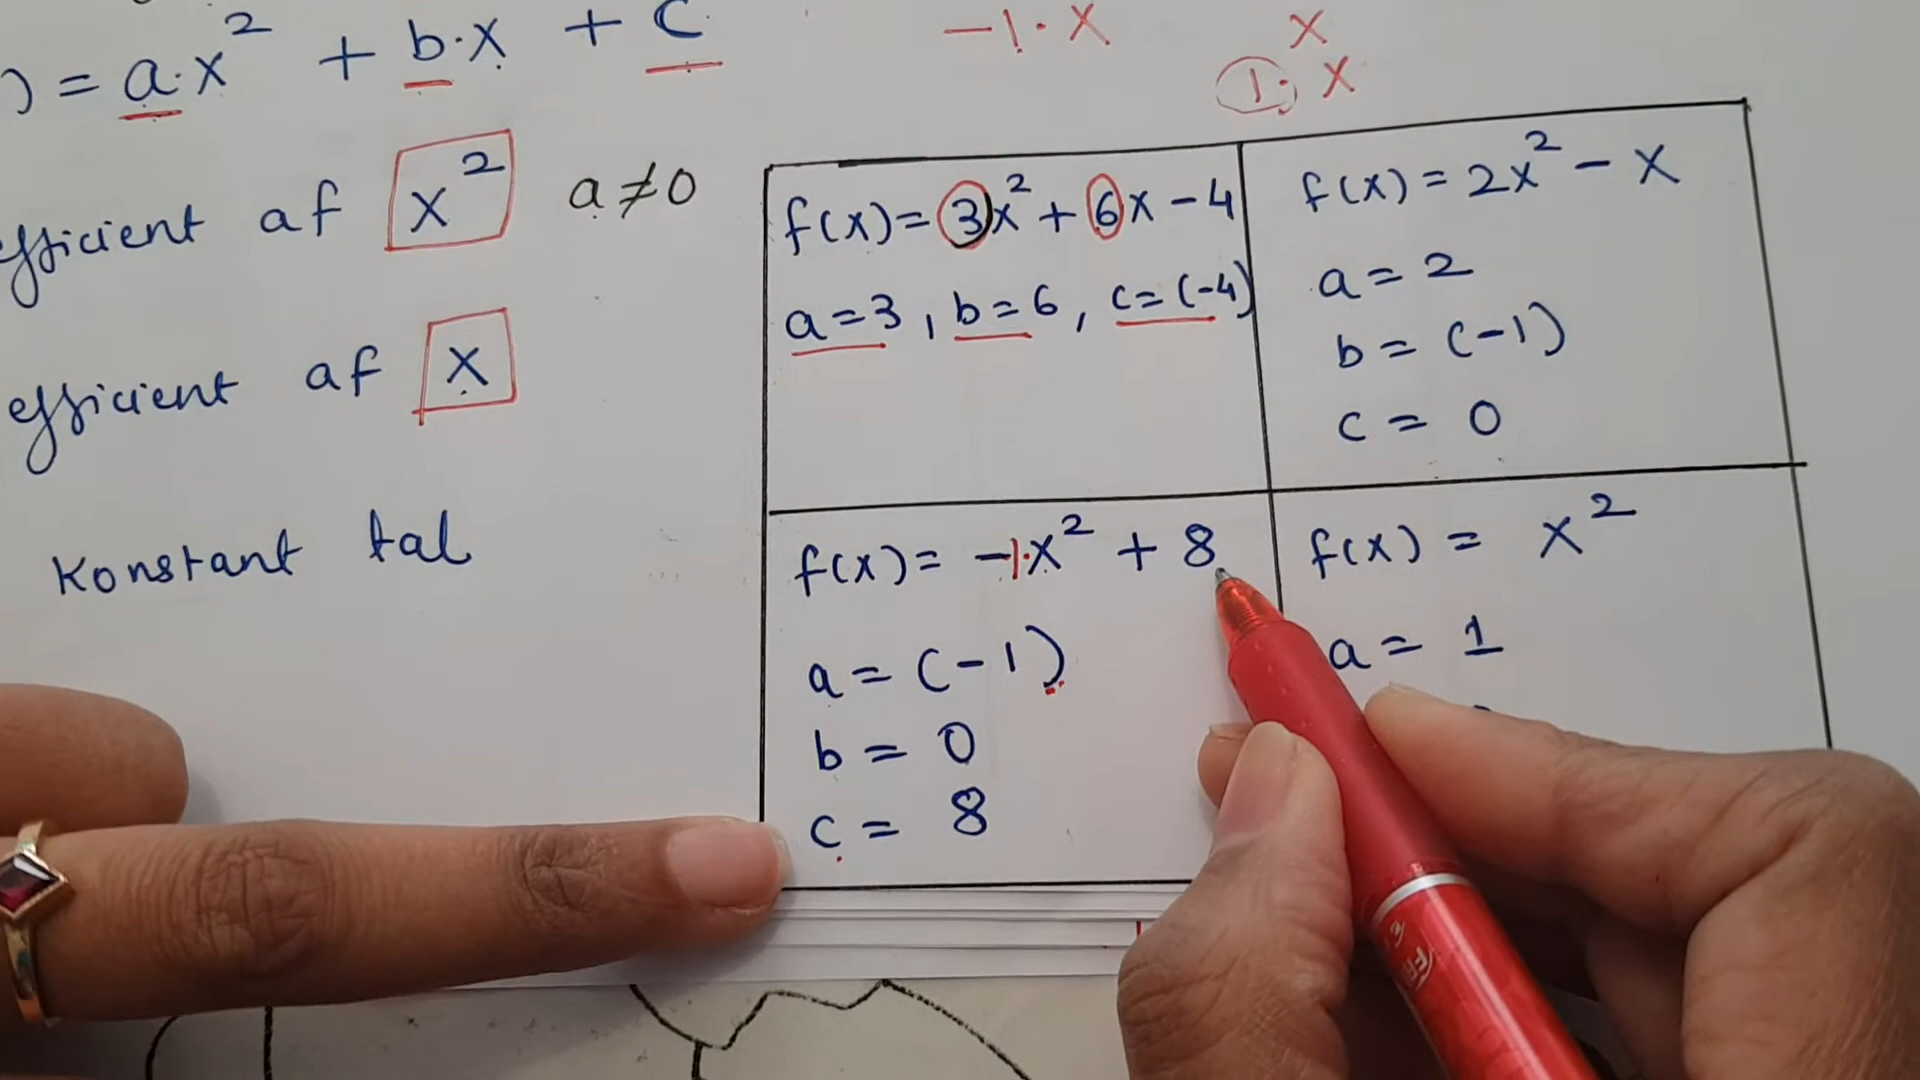 ) = a·x² + b·x + c
-1·x
x
1·x
efficient af x² a≠0
efficient af x
Konstant tal
f(x) = 3x² + 6x - 4
a = 3, b = 6, c = (-4)
f(x) = 2x² - x
a = 2
b = (-1)
c = 0
f(x) = -1·x² + 8
a = (-1)
b = 0
c = 8
f(x) = x²
a = 1